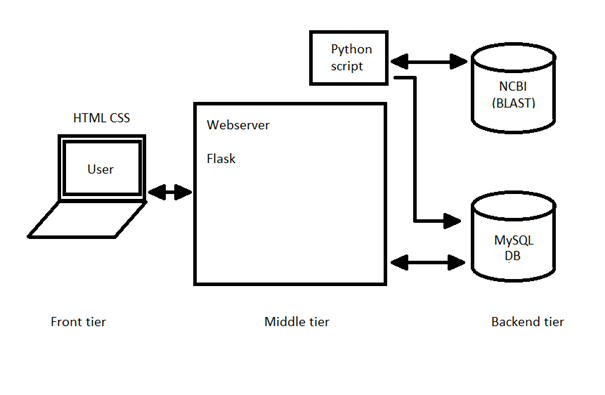 Python
script
NCBI
(BLAST)
HTML CSS
Webserver
User
Flask
MySQL
DB
Front tier
Middle tier
Backend tier